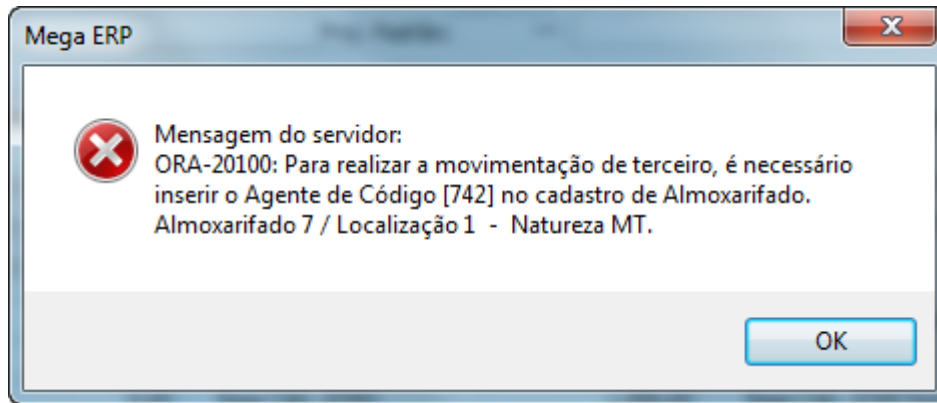 Mega ERP
Mensagem do servidor:
ORA-20100: Para realizar a movimentação de terceiro, é necessário
inserir o Agente de Código [742] no cadastro de Almoxarifado.
Almoxarifado 7 / Localização 1 - Natureza MT.
OK